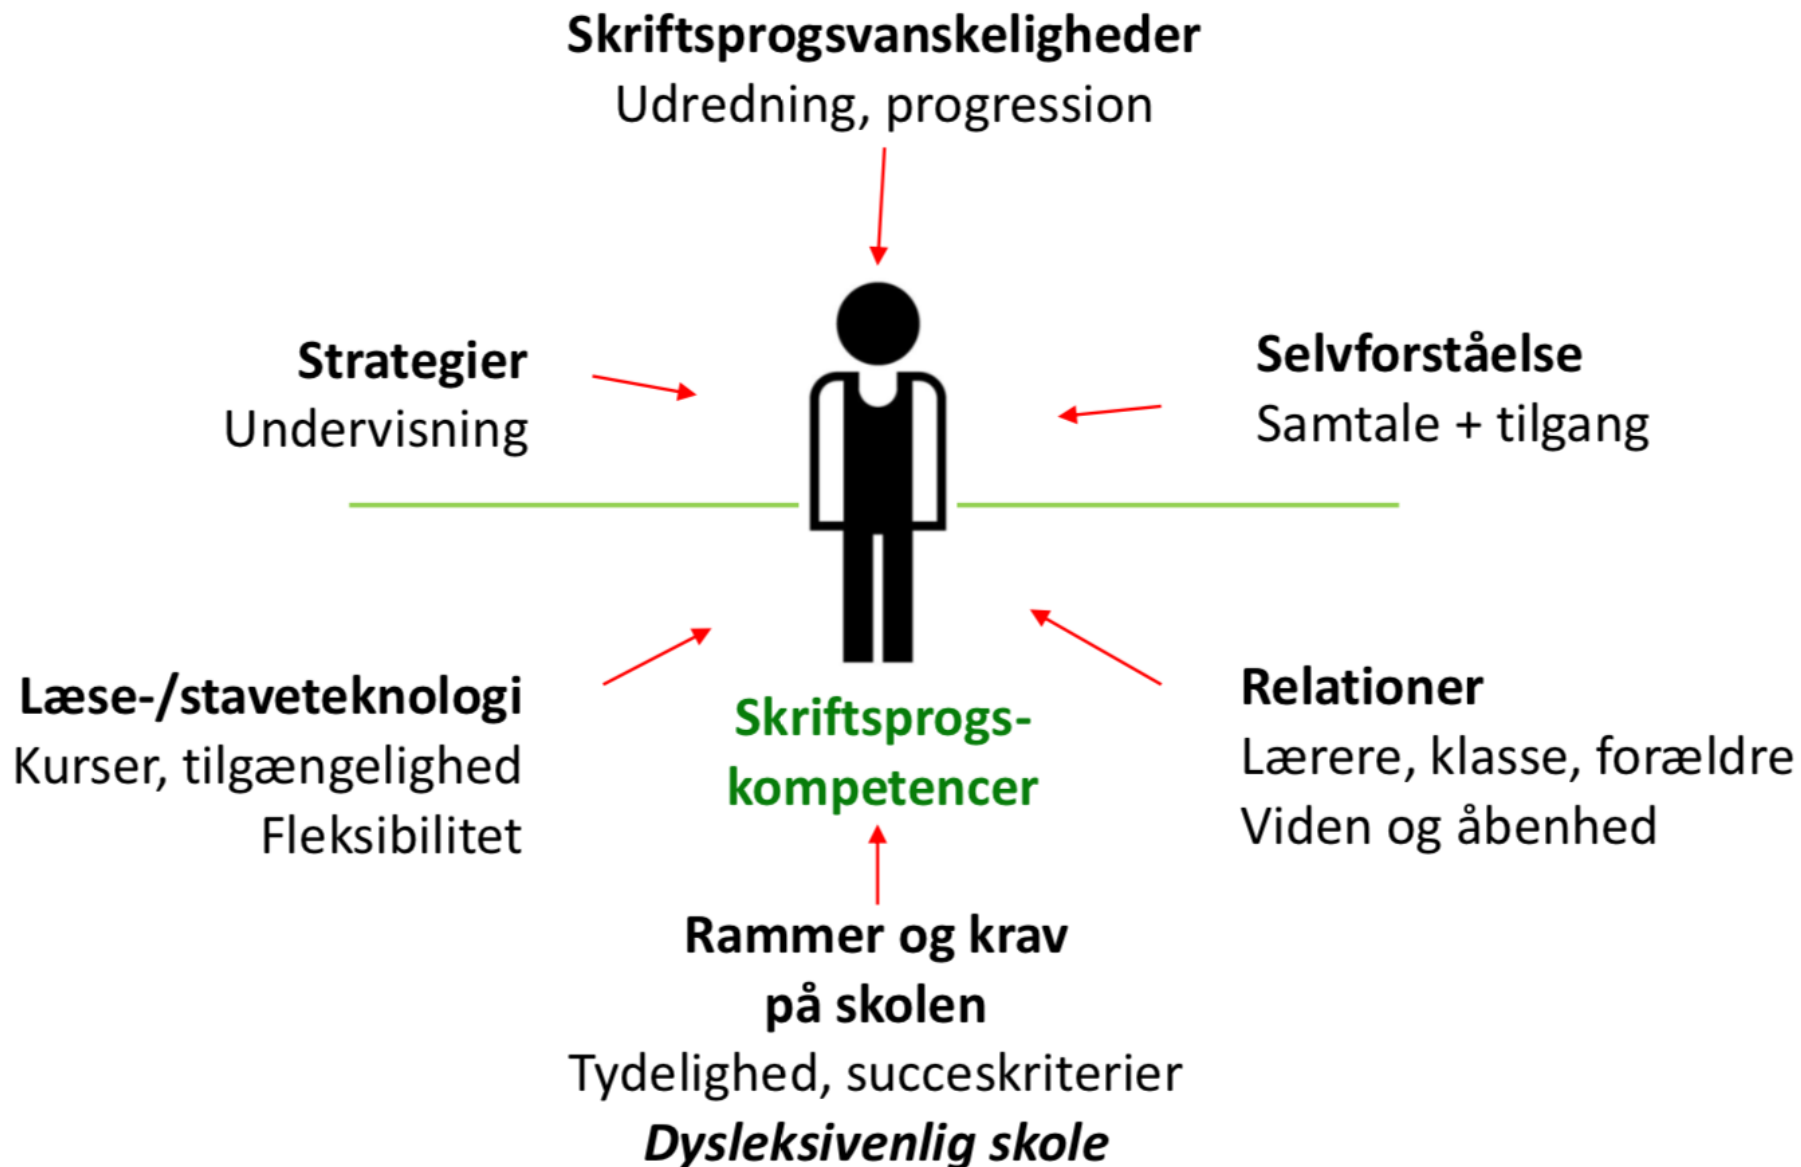 Skriftsprogsvanskeligheder
Udredning, progression
Strategier
Undervisning
Selvforståelse
Samtale + tilgang
Læse-/staveteknologi
Kurser, tilgængelighed
Fleksibilitet
Skriftsprogs-
kompetencer
Relationer
Lærere, klasse, forældre
Viden og åbenhed
Rammer og krav
på skolen
Tydelighed, succeskriterier
Dysleksivenlig skole